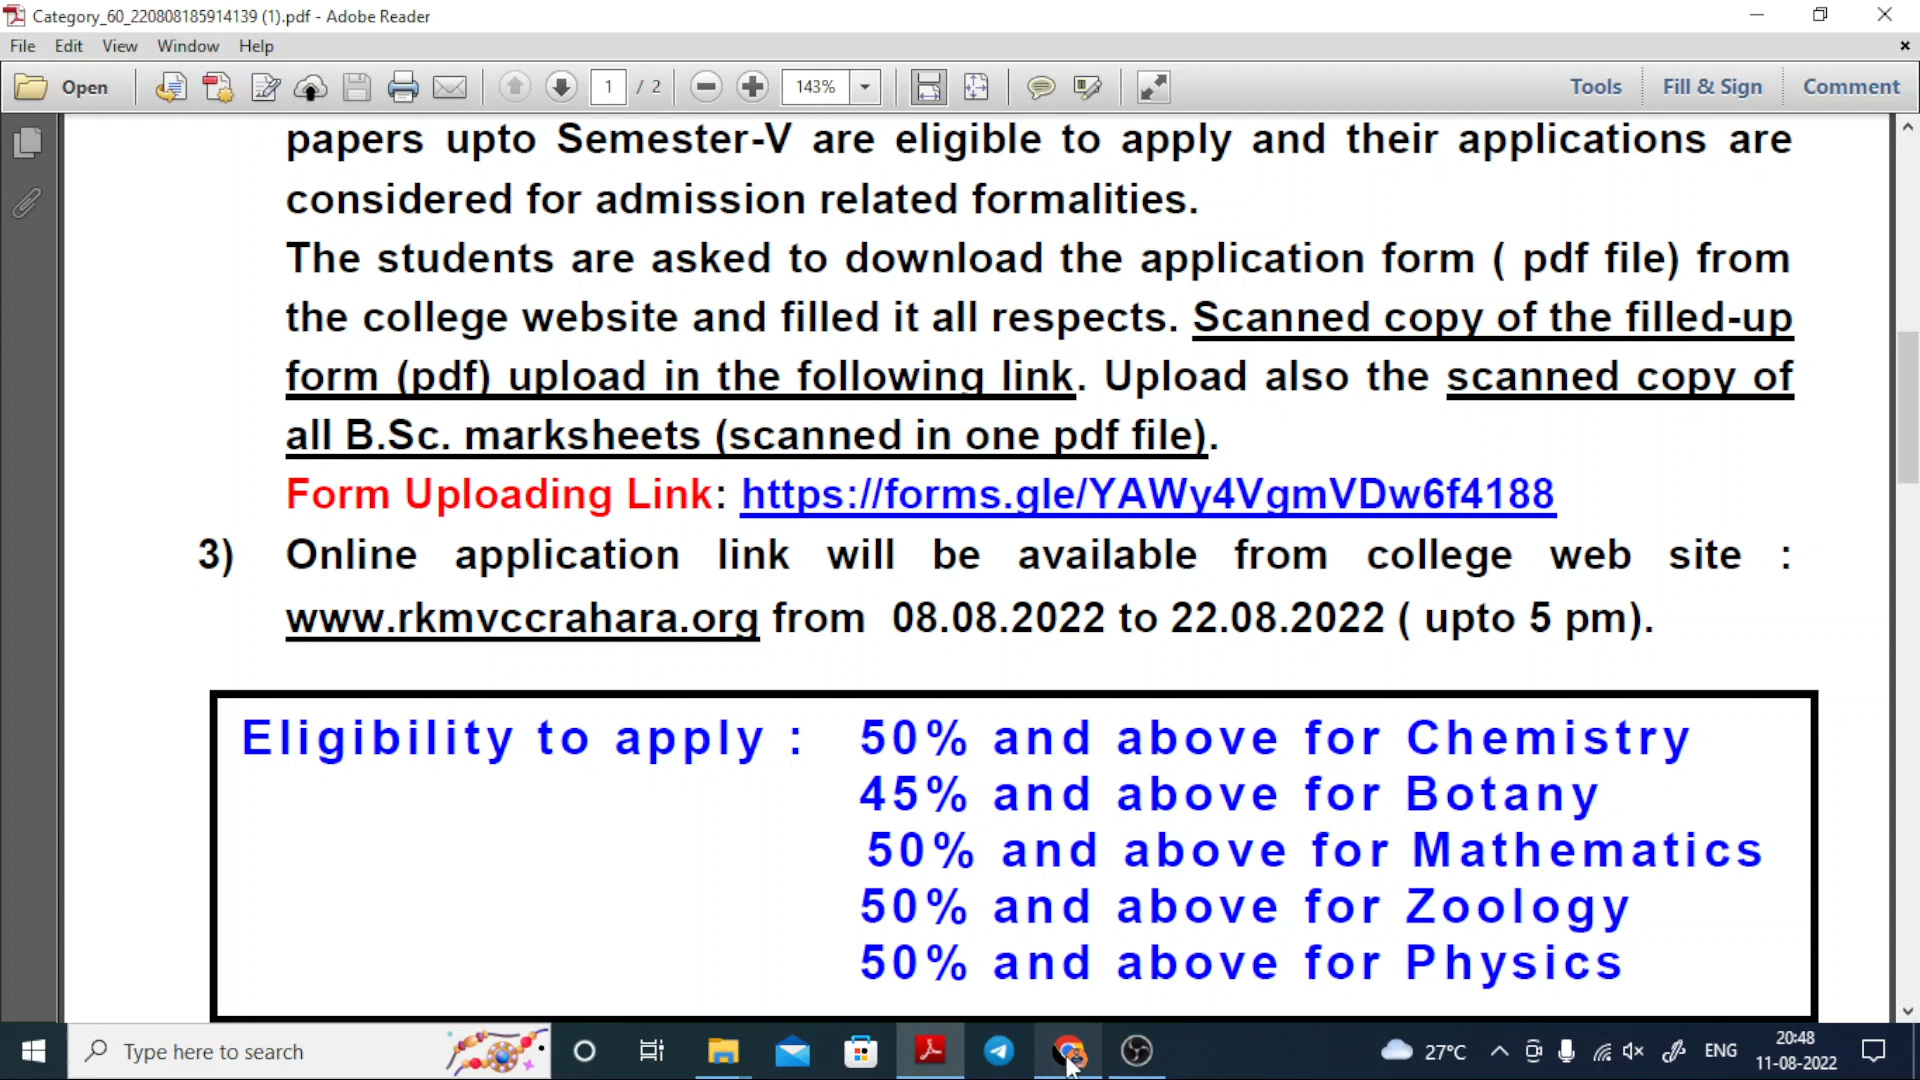 Category_60_220808185914139 (1).pdf - Adobe Reader
File Edit View Window Help
Open 1 / 2 143% Tools Fill & Sign Comment
papers upto Semester-V are eligible to apply and their applications are
considered for admission related formalities.
The students are asked to download the application form ( pdf file) from
the college website and filled it all respects. Scanned copy of the filled-up
form (pdf) upload in the following link. Upload also the scanned copy of
all B.Sc. marksheets (scanned in one pdf file).
Form Uploading Link: https://forms.gle/YAWy4VgmVDw6f4188
3) Online application link will be available from college web site :
www.rkmvccrahara.org from 08.08.2022 to 22.08.2022 ( upto 5 pm).
Eligibility to apply : 50% and above for Chemistry
45% and above for Botany
50% and above for Mathematics
50% and above for Zoology
50% and above for Physics
Type here to search 27°C ENG 20:48
11-08-2022